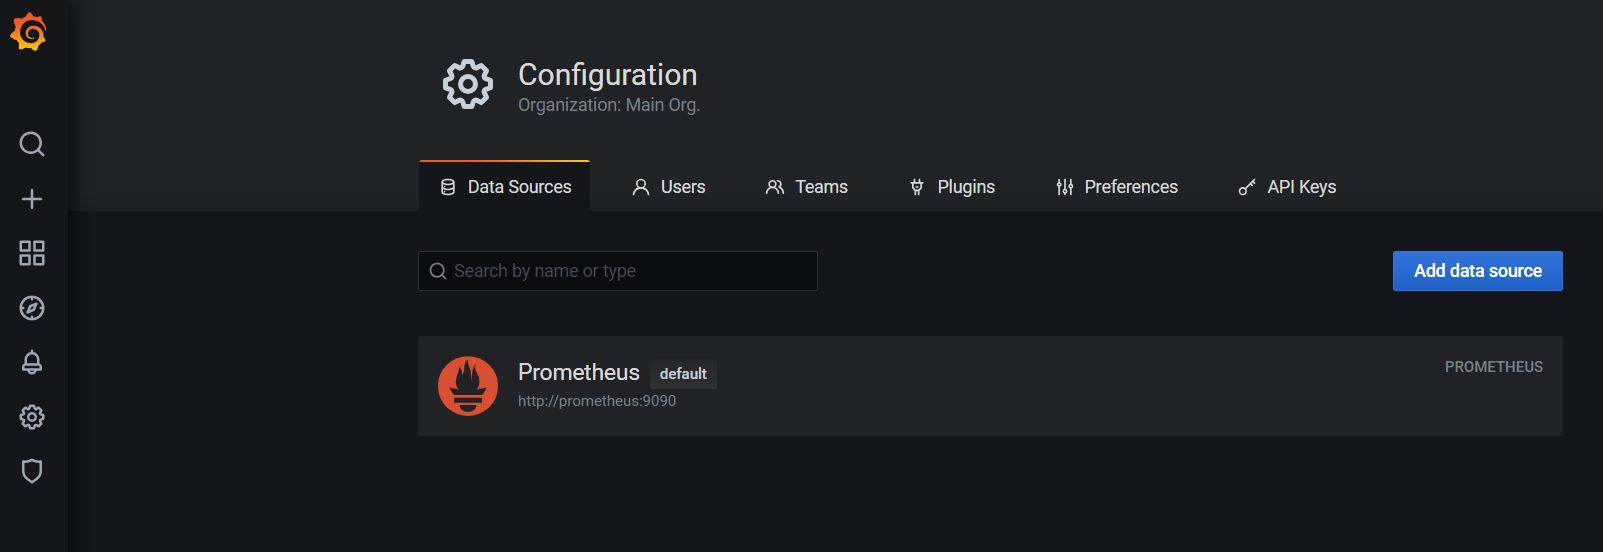 Configuration
Organization: Main Org.
Data Sources Users Teams Plugins Preferences API Keys
Search by name or type
Add data source
Prometheus default
PROMETHEUS
http://prometheus:9090